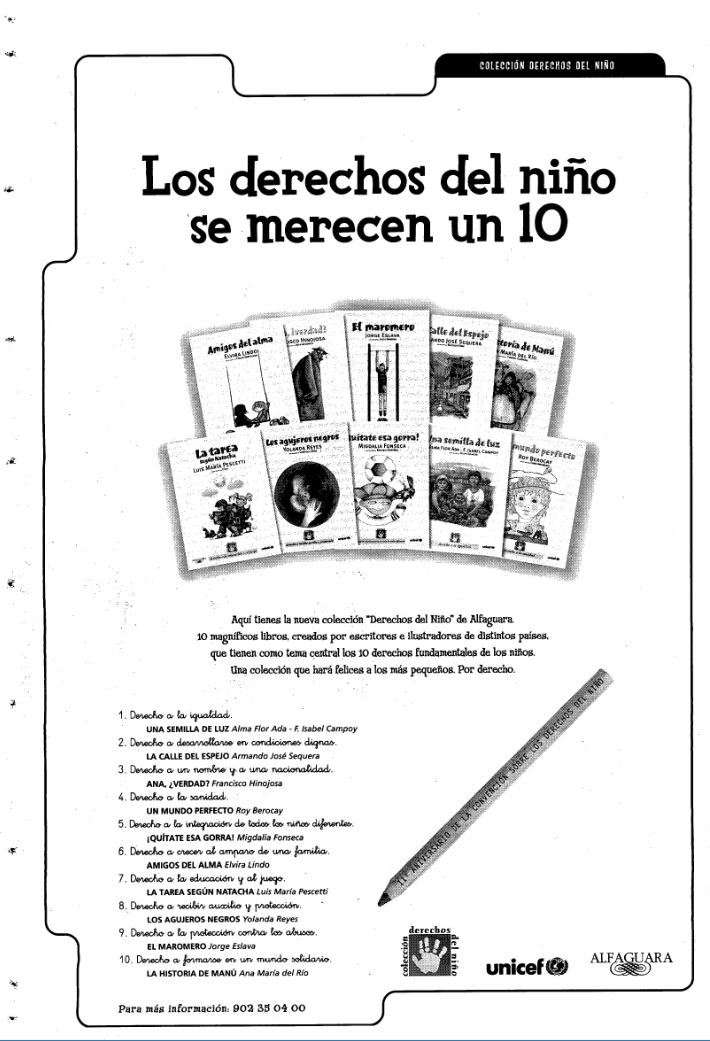 COLECCIÓN DERECHOS DEL NIÑO
Los derechos del niño
se merecen un 10
Amigos del alma
ELVIRA LINDO
¿verdad?
HINOJOSA
El maromero
JORGE ESLAVA
Calle del Espejo
JOSÉ SEQUERA
de Manú
MARÍA DEL RÍO
La tarea
según Natacha
LUIS MARÍA PESCETTI
Los agujeros negros
YOLANDA REYES
¡Quítate esa gorra!
MIGDALIA FONSECA
Una semilla de luz
ALMA FLOR ADA - F. ISABEL CAMPOY
mundo perfecto
ROY BEROCAY
Aquí tienes la nueva colección "Derechos del Niño" de Alfaguara.
10 magníficos libros, creados por escritores e ilustradores de distintos países,
que tienen como tema central los 10 derechos fundamentales de los niños.
Una colección que hará felices a los más pequeños. Por derecho.
1. Derecho a la igualdad.
UNA SEMILLA DE LUZ Alma Flor Ada - F. Isabel Campoy
2. Derecho a desarrollarse en condiciones dignas.
LA CALLE DEL ESPEJO Armando José Sequera
3. Derecho a un nombre y a una nacionalidad.
ANA, ¿VERDAD? Francisco Hinojosa
4. Derecho a la sanidad.
UN MUNDO PERFECTO Roy Berocay
5. Derecho a la integración de todos los niños diferentes.
¡QUÍTATE ESA GORRA! Migdalia Fonseca
6. Derecho a crecer al amparo de una familia.
AMIGOS DEL ALMA Elvira Lindo
7. Derecho a la educación y al juego.
LA TAREA SEGÚN NATACHA Luis María Pescetti
8. Derecho a recibir auxilio y protección.
LOS AGUJEROS NEGROS Yolanda Reyes
9. Derecho a la protección contra los abusos.
EL MAROMERO Jorge Eslava
10. Derecho a formarse en un mundo solidario.
LA HISTORIA DE MANÚ Ana María del Río
Para más información: 902 35 04 00
ANIVERSARIO DE LA CONVENCIÓN SOBRE LOS DERECHOS DEL NIÑO
colección
derechos
del niño
unicef
ALFAGUARA